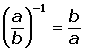 (a/b)⁻¹ = b/a